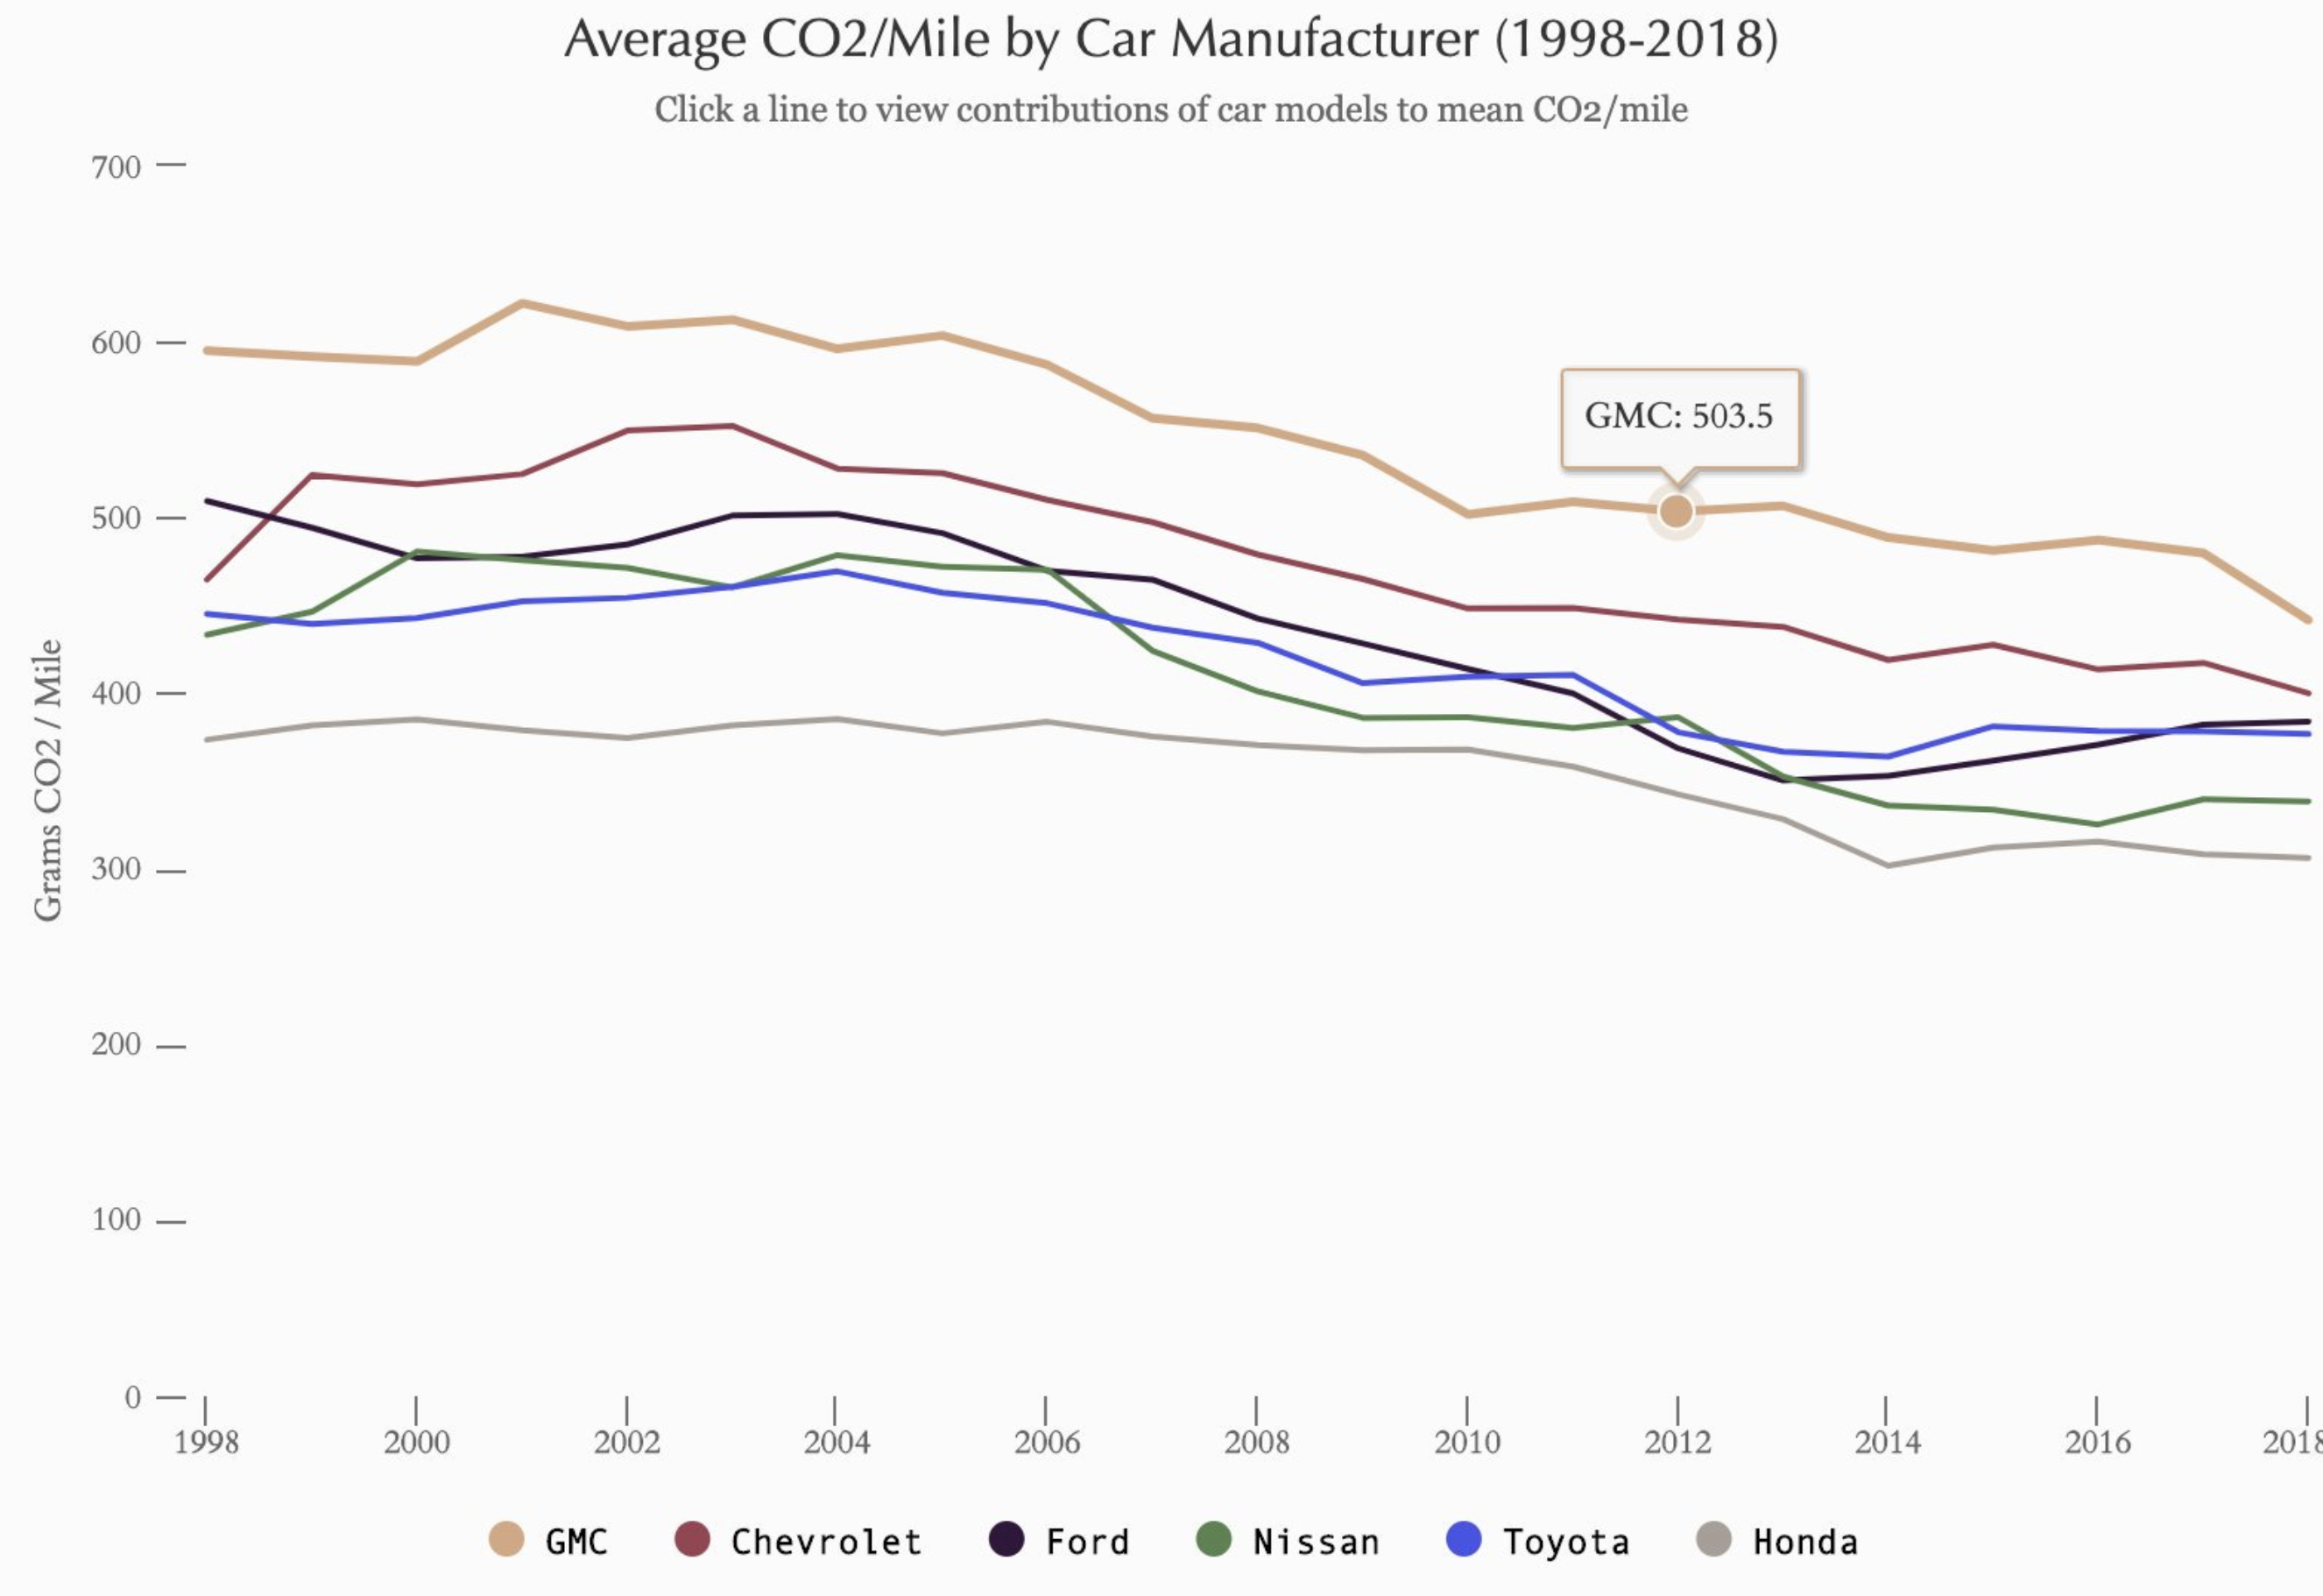 Average CO2/Mile by Car Manufacturer (1998-2018)
Click a line to view contributions of car models to mean CO2/mile
700
600
500
400
300
200
100
0
Grams CO2 / Mile
GMC: 503.5
1998 2000 2002 2004 2006 2008 2010 2012 2014 2016 2018
GMC Chevrolet Ford Nissan Toyota Honda